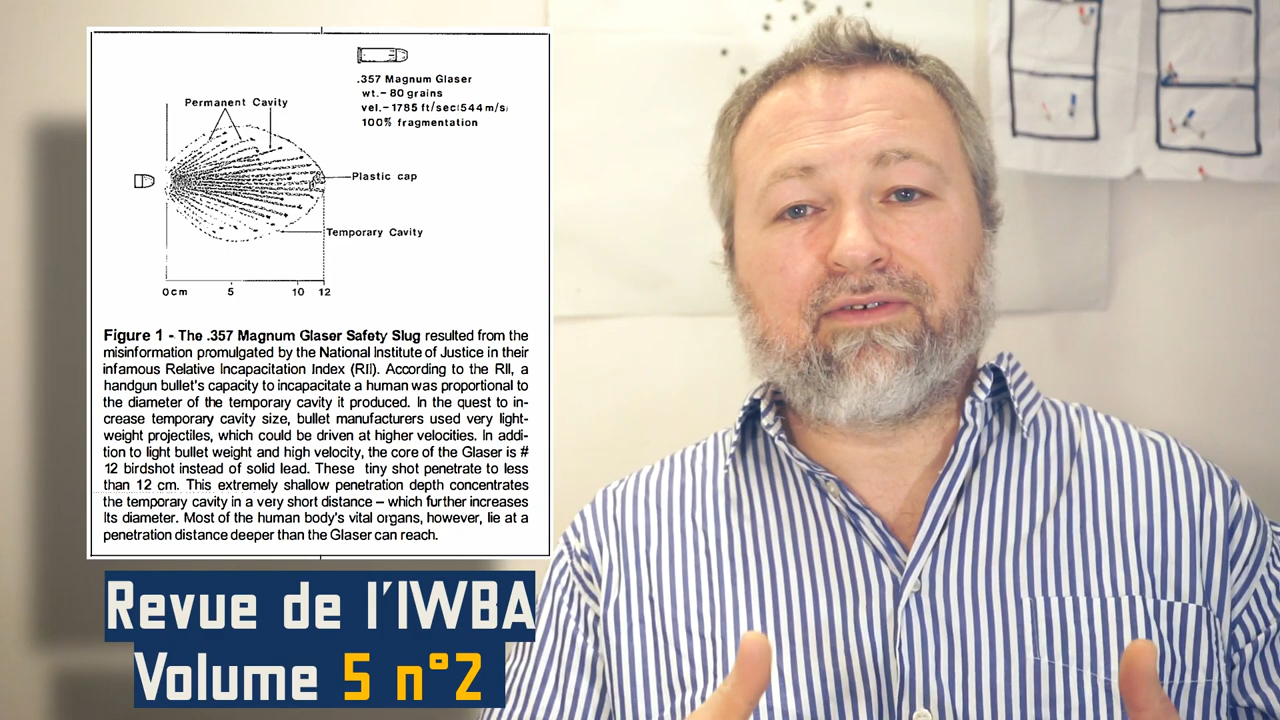 .357 Magnum Glaser
wt.– 80 grains
vel.– 1785 ft/sec(544m/s)
100% fragmentation
Permanent Cavity
Plastic cap
Temporary Cavity
0cm 5 10 12
Figure 1 - The .357 Magnum Glaser Safety Slug resulted from the
misinformation promulgated by the National Institute of Justice in their
infamous Relative Incapacitation Index (RII). According to the RII, a
handgun bullet's capacity to incapacitate a human was proportional to
the diameter of the temporary cavity it produced. In the quest to in-
crease temporary cavity size, bullet manufacturers used very light-
weight projectiles, which could be driven at higher velocities. In addi-
tion to light bullet weight and high velocity, the core of the Glaser is #
12 birdshot instead of solid lead. These tiny shot penetrate to less
than 12 cm. This extremely shallow penetration depth concentrates
the temporary cavity in a very short distance – which further increases
its diameter. Most of the human body's vital organs, however, lie at a
penetration distance deeper than the Glaser can reach.
Revue de l'IWBA
Volume 5 n°2